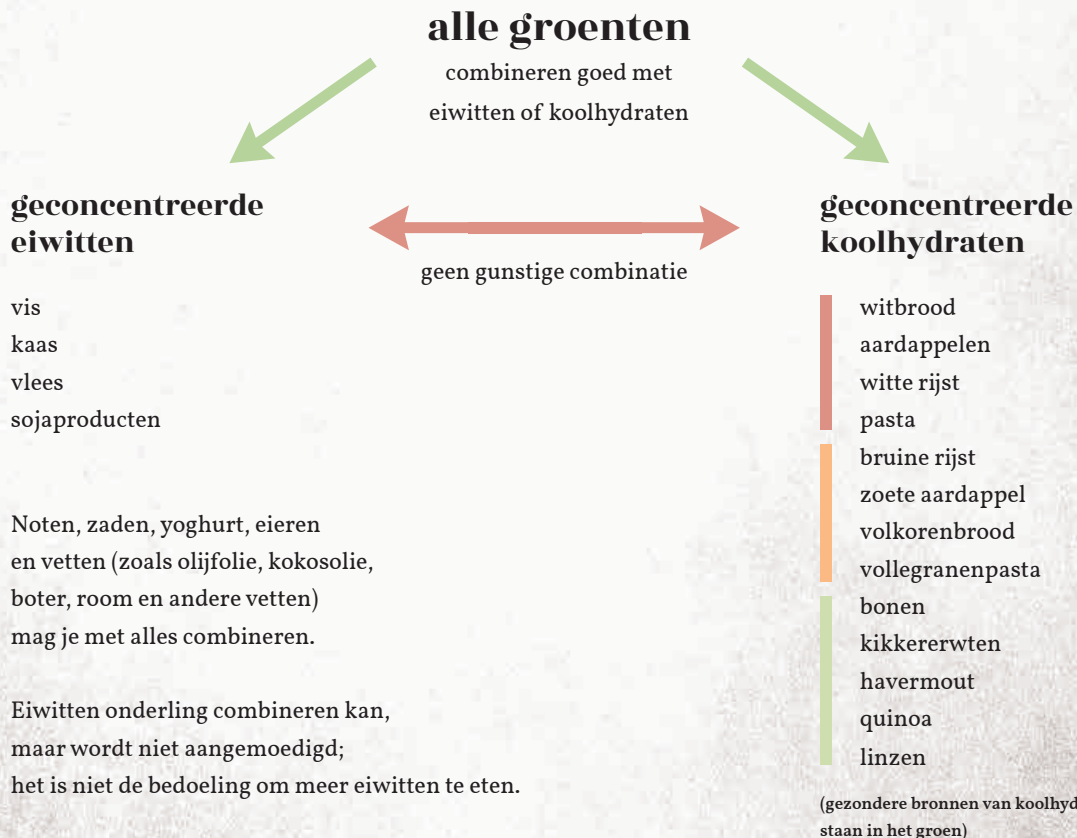 alle groenten
combineren goed met
eiwitten of koolhydraten
geconcentreerde
eiwitten
geen gunstige combinatie
geconcentreerde
koolhydraten
vis
kaas
vlees
sojaproducten
Noten, zaden, yoghurt, eieren
en vetten (zoals olijfolie, kokosolie,
boter, room en andere vetten)
mag je met alles combineren.
Eiwitten onderling combineren kan,
maar wordt niet aangemoedigd;
het is niet de bedoeling om meer eiwitten te eten.
witbrood
aardappelen
witte rijst
pasta
bruine rijst
zoete aardappel
volkorenbrood
vollegranenpasta
bonen
kikkererwten
havermout
quinoa
linzen
(gezondere bronnen van
staan in het groen)